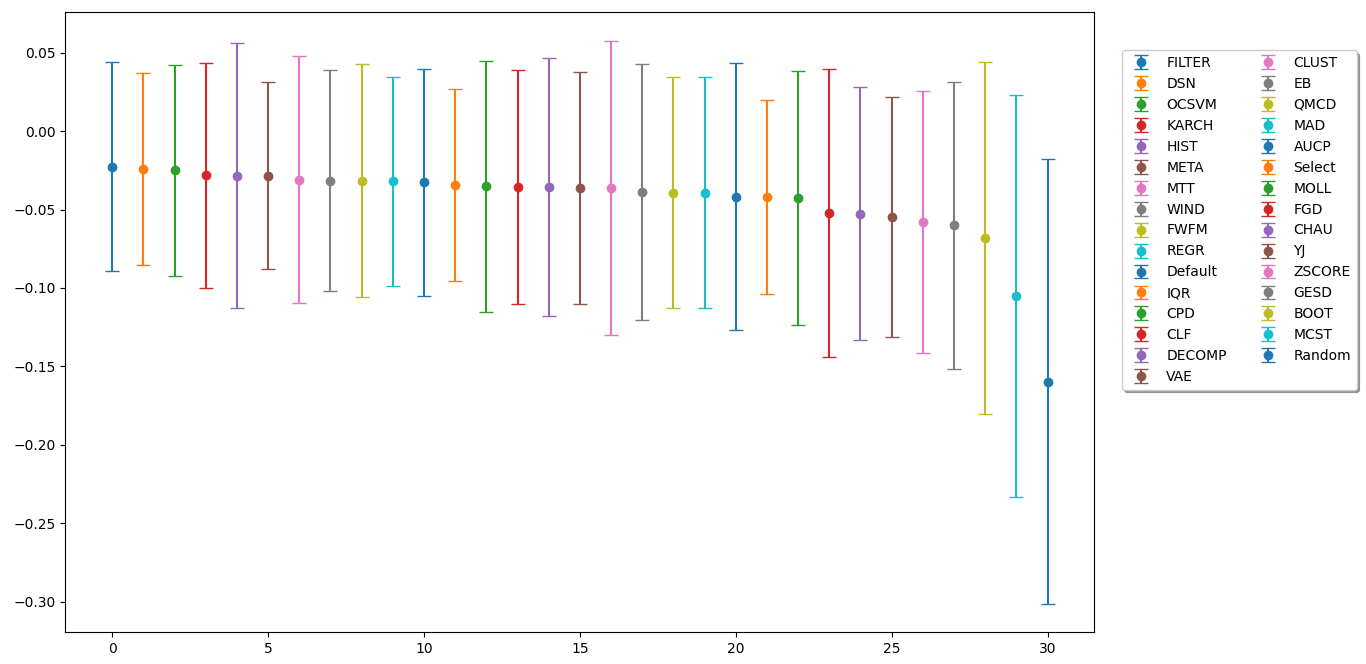 0.05
0.00
−0.05
−0.10
−0.15
−0.20
−0.25
−0.30
0 5 10 15 20 25 30
FILTER
DSN
OCSVM
KARCH
HIST
META
MTT
WIND
FWFM
REGR
Default
IQR
CPD
CLF
DECOMP
VAE
CLUST
EB
QMCD
MAD
AUCP
Select
MOLL
FGD
CHAU
YJ
ZSCORE
GESD
BOOT
MCST
Random